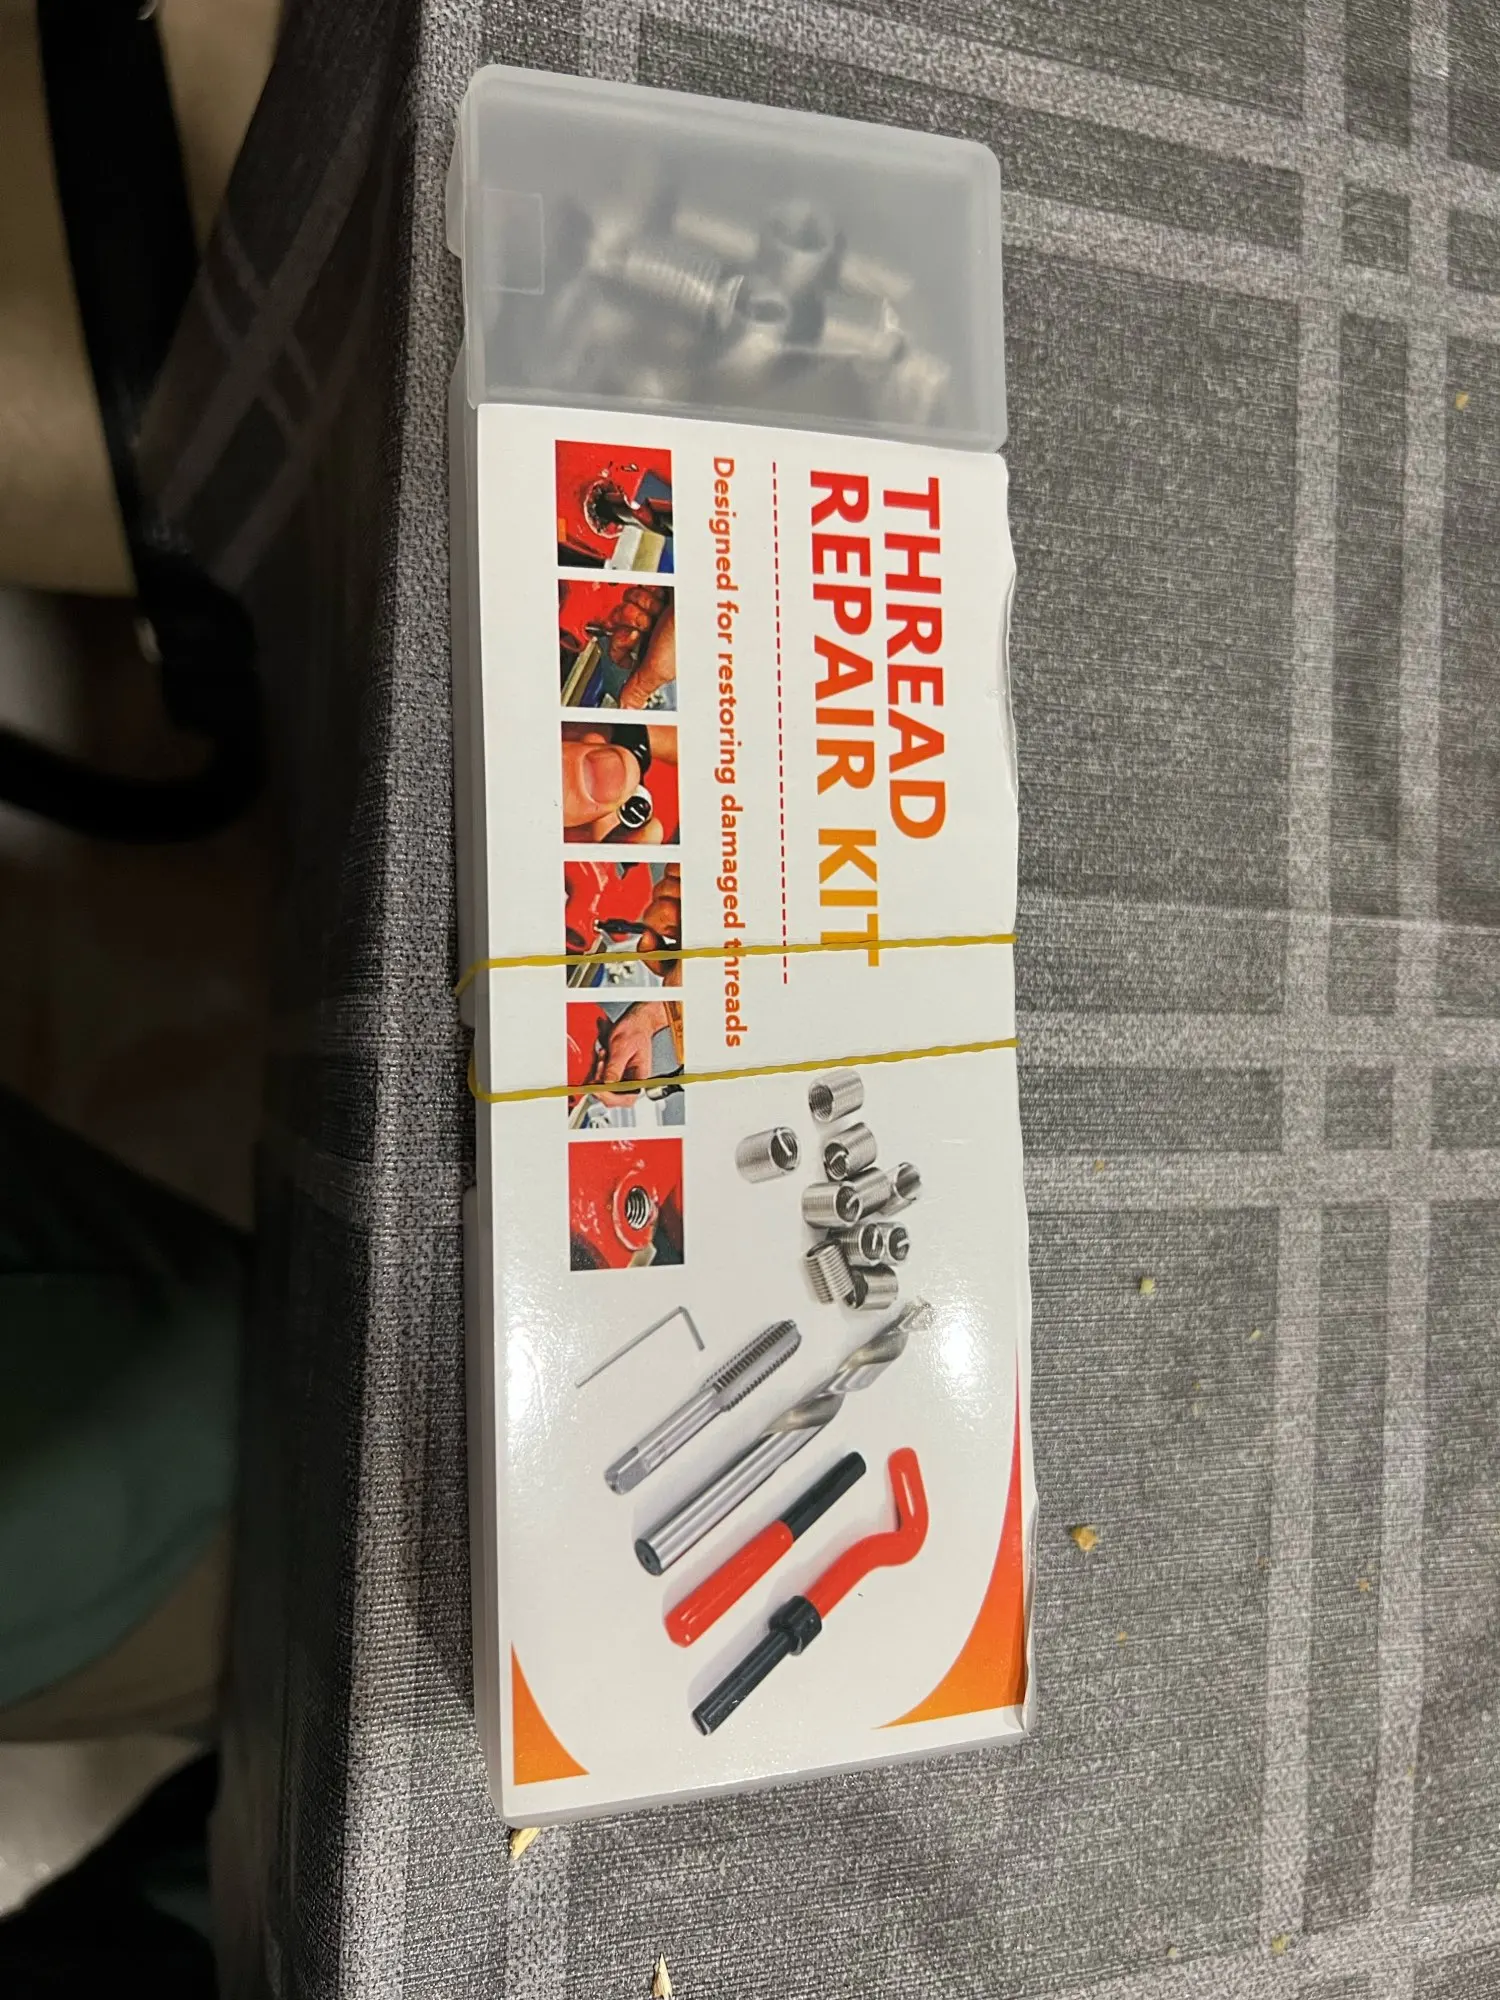 THREAD
REPAIR KIT
Designed for restoring damaged threads